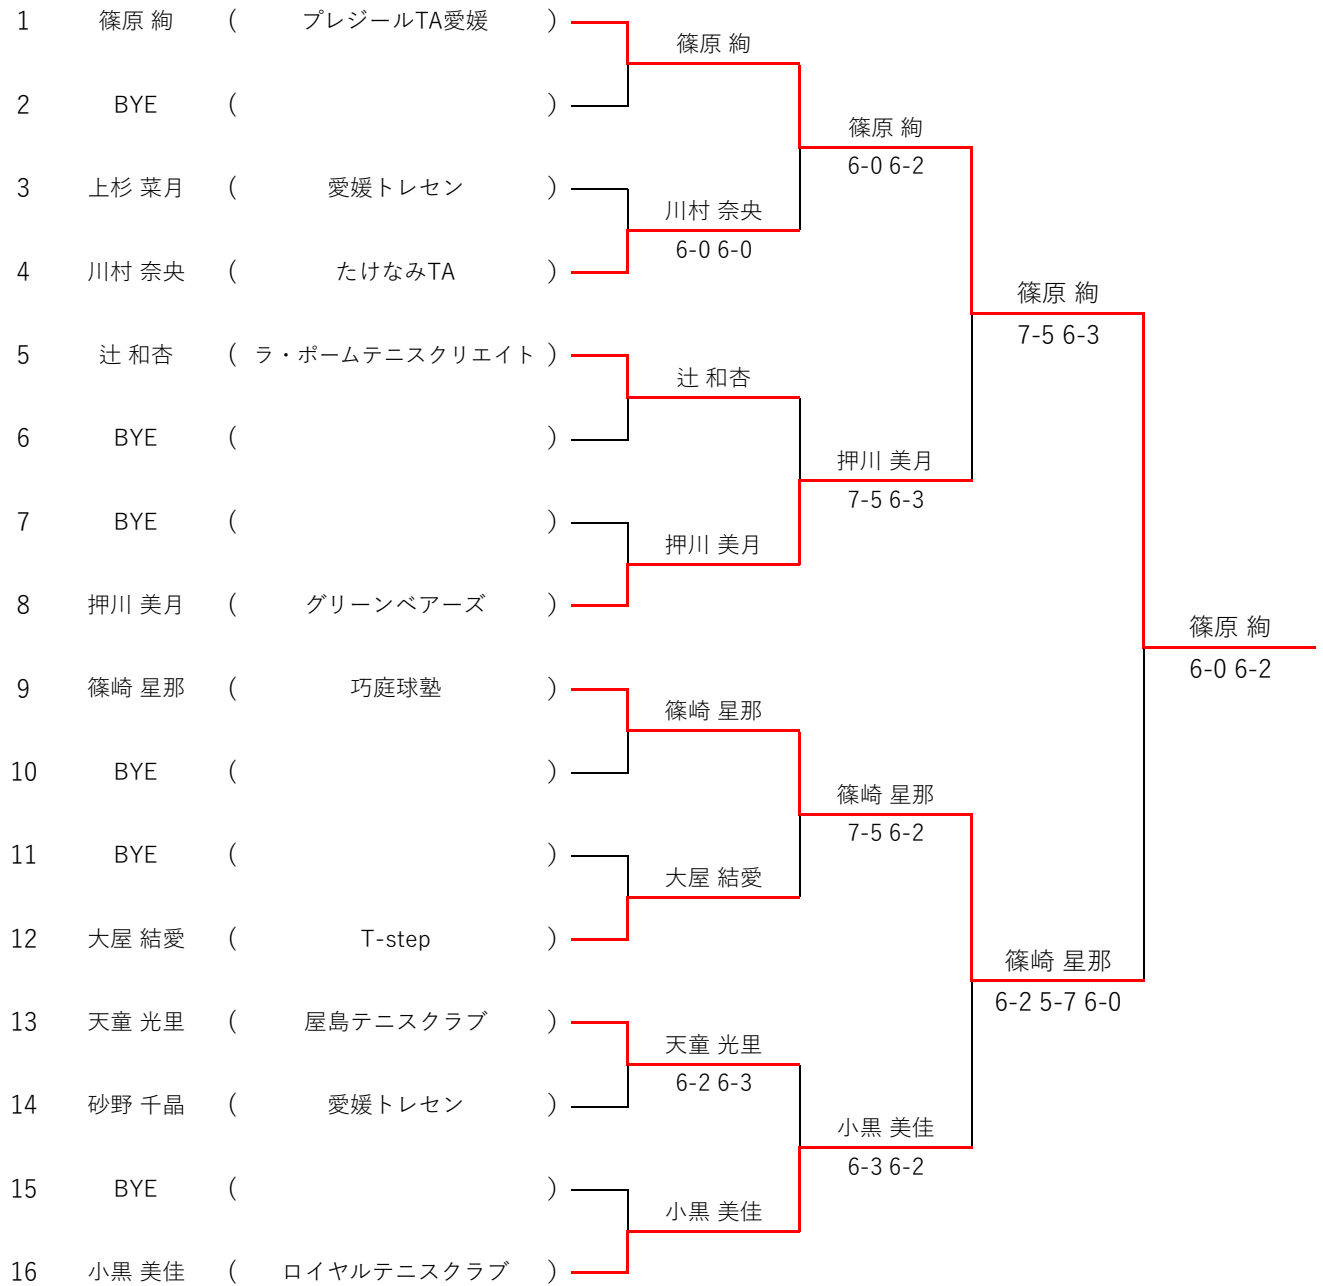 1 篠原 絢 ( プレジールTA愛媛 )
篠原 絢
2 BYE ( )
篠原 絢
6-0 6-2
3 上杉 菜月 ( 愛媛トレセン )
川村 奈央
6-0 6-0
4 川村 奈央 ( たけなみTA )
篠原 絢
7-5 6-3
5 辻 和杏 ( ラ・ポームテニスクリエイト )
辻 和杏
6 BYE ( )
押川 美月
7-5 6-3
7 BYE ( )
押川 美月
8 押川 美月 ( グリーンベアーズ )
篠原 絢
6-0 6-2
9 篠崎 星那 ( 巧庭球塾 )
篠崎 星那
10 BYE ( )
篠崎 星那
7-5 6-2
11 BYE ( )
大屋 結愛
12 大屋 結愛 ( T-step )
篠崎 星那
6-2 5-7 6-0
13 天童 光里 ( 屋島テニスクラブ )
天童 光里
6-2 6-3
14 砂野 千晶 ( 愛媛トレセン )
小黒 美佳
6-3 6-2
15 BYE ( )
小黒 美佳
16 小黒 美佳 ( ロイヤルテニスクラブ )